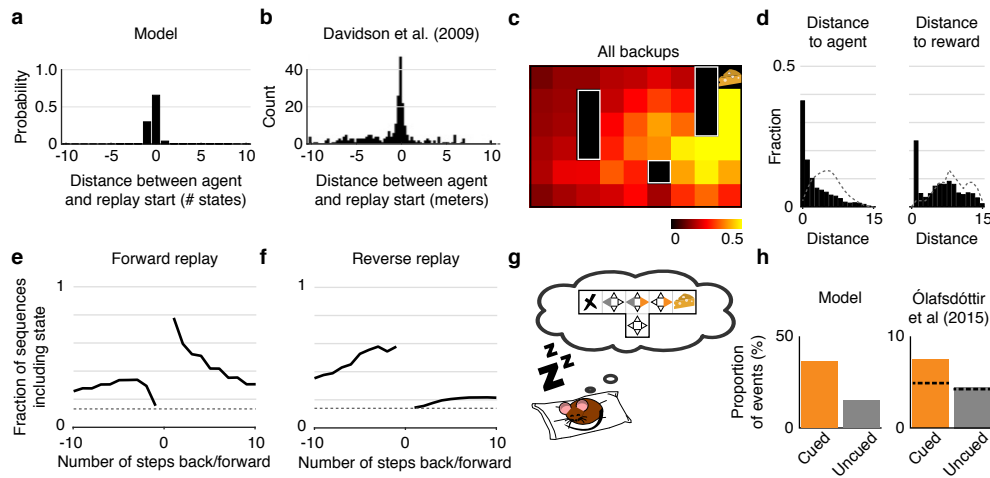 a
Model
1.0
0.5
0
Probability
-10 -5 0 5 10
Distance between agent
and replay start (# states)
b
Davidson et al. (2009)
40
20
0
Count
-10 -5 0 5 10
Distance between agent
and replay start (meters)
c
All backups
0 0.5
d
Distance
to agent
Distance
to reward
0.5
0
Fraction
0 15
0 15
Distance
Distance
e
Forward replay
1
0
Fraction of sequences
including state
-10 0 10
Number of steps back/forward
f
Reverse replay
1
0
-10 0 10
Number of steps back/forward
g
z
z
Z
z
h
Model
50
0
Proportion
of events (%)
Cued
Uncued
Ólafsdóttir
et al (2015)
10
0
Cued
Uncued